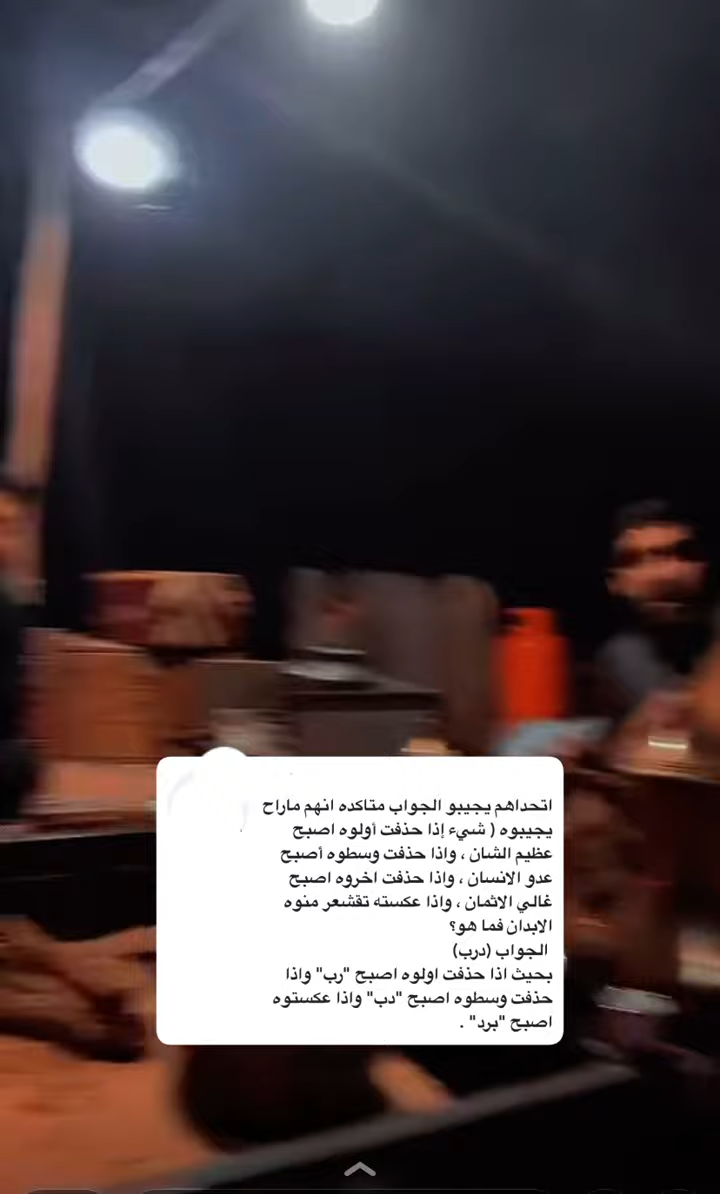 اتحداهم يجيبو الجواب متاكده انهم ماراح
يجيبوه ( شيء إذا حذفت أولوه اصبح
عظيم الشان ، واذا حذفت وسطوه أصبح
عدو الانسان ، واذا حذفت اخروه اصبح
غالي الاثمان ، واذا عكسته تقشعر منوه
الابدان فما هو؟
الجواب (درب)
بحيث اذا حذفت اولوه اصبح "رب" واذا
حذفت وسطوه اصبح "دب" واذا عكستوه
اصبح "برد" .